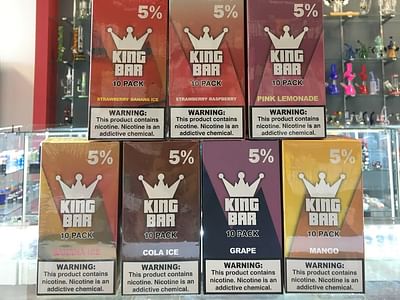 5%
KING
BAR
10 PACK
STRAWBERRY BANANA ICE
WARNING:
This product contains
nicotine. Nicotine is an
addictive chemical.
5%
KING
BAR
10 PACK
STRAWBERRY RASPBERRY
WARNING:
This product contains
nicotine. Nicotine is an
addictive chemical.
5%
KING
BAR
10 PACK
PINK LEMONADE
WARNING:
This product contains
nicotine. Nicotine is an
addictive chemical.
5%
KING
BAR
10 PACK
ICE
WARNING:
This product contains
nicotine. Nicotine is an
addictive chemical.
5%
KING
BAR
10 PACK
COLA ICE
WARNING:
This product contains
nicotine. Nicotine is an
addictive chemical.
5%
KING
BAR
10 PACK
GRAPE
WARNING:
This product contains
nicotine. Nicotine is an
addictive chemical.
5%
KING
BAR
10 PACK
MANGO
WARNING:
This product contains
nicotine. Nicotine is an
addictive chemical.